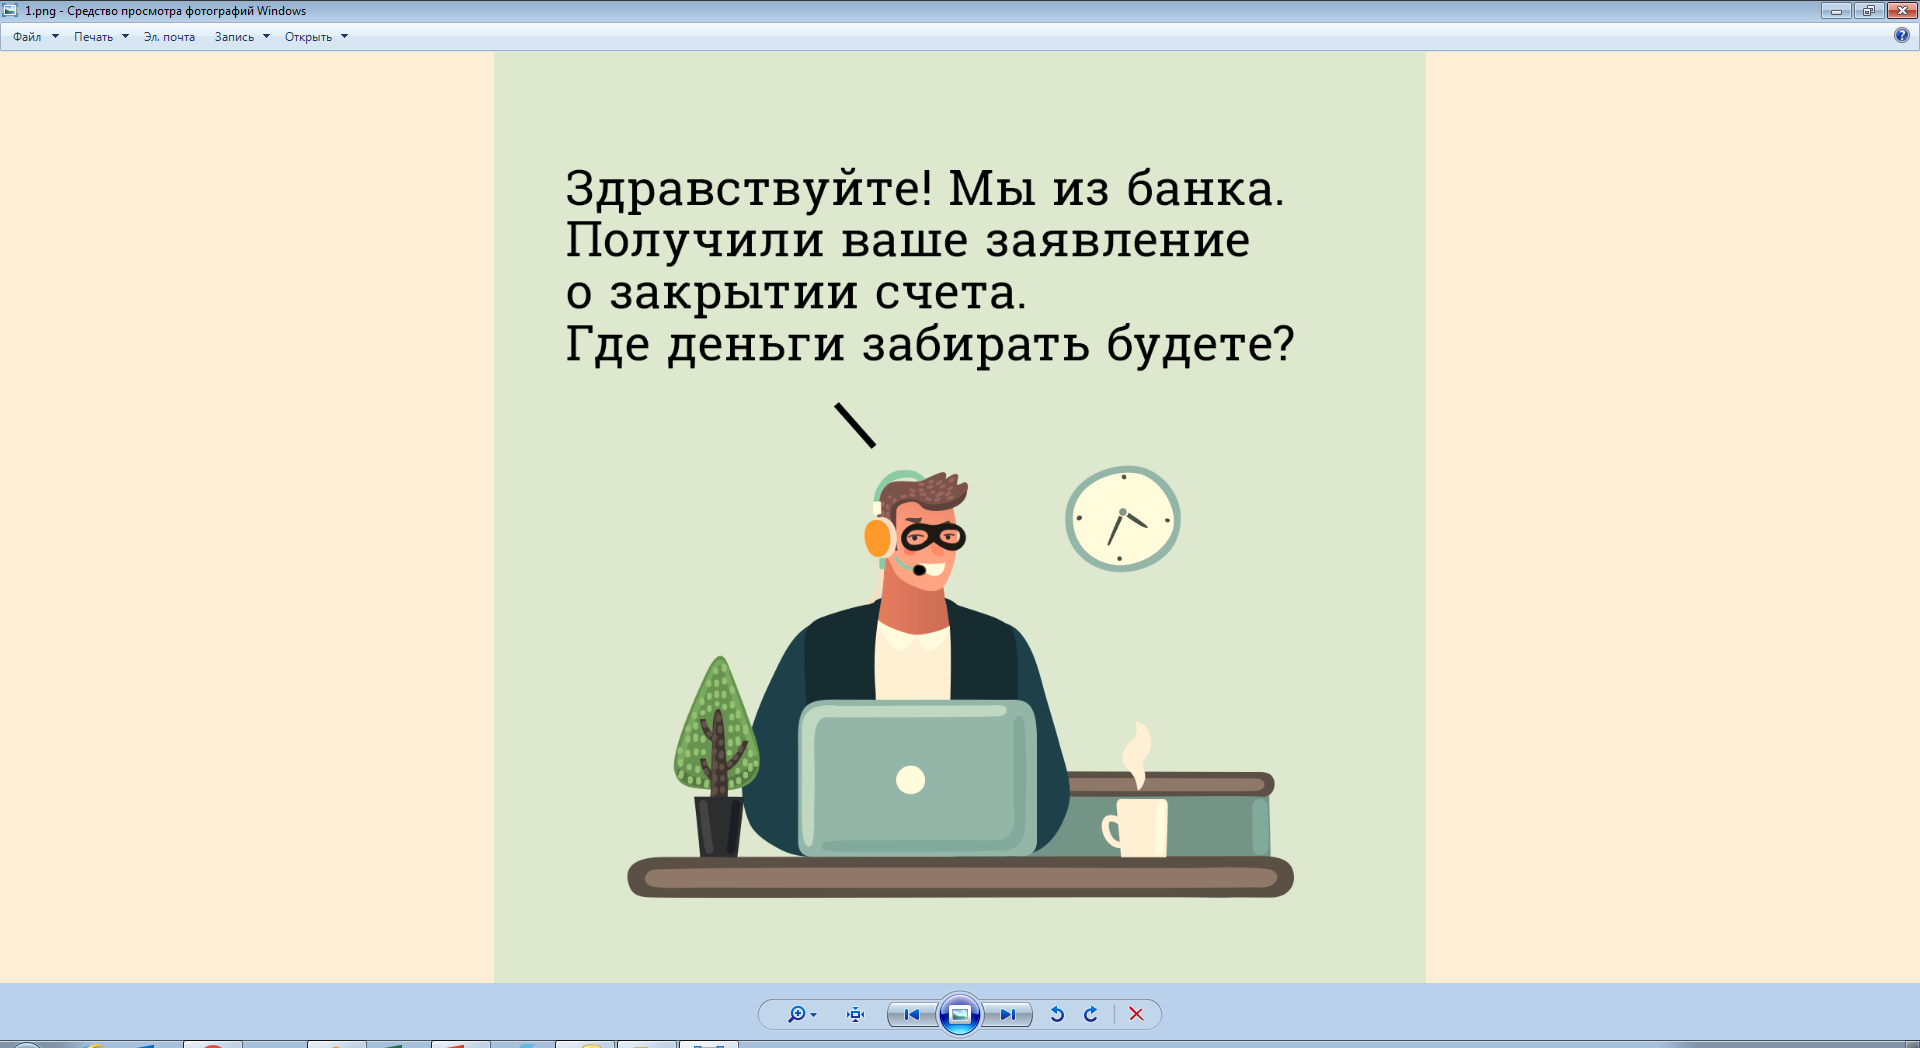 1.png - Средство просмотра фотографий Windows
Файл Печать Эл. почта Запись Открыть
Здравствуйте! Мы из банка.
Получили ваше заявление
о закрытии счета.
Где деньги забирать будете?